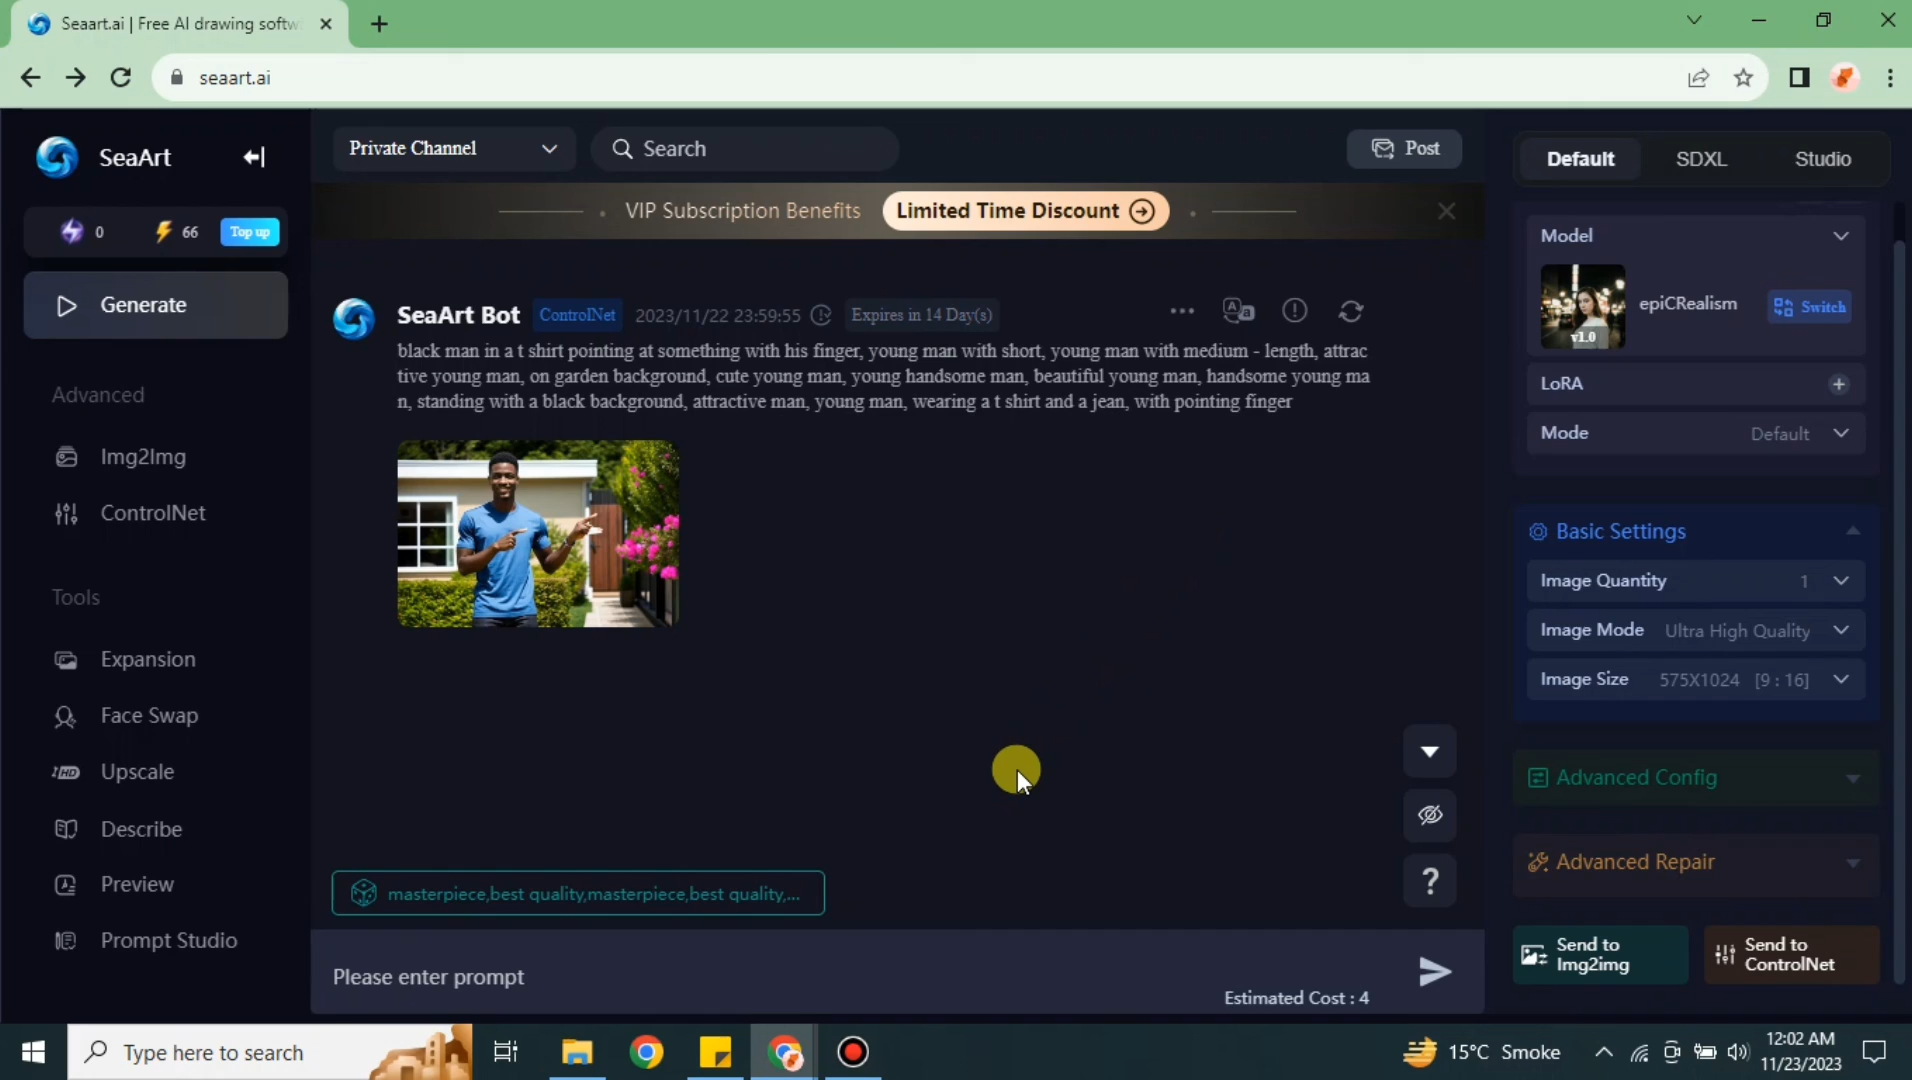 Seaart.ai | Free AI drawing softw
seaart.ai
SeaArt
0
66
Top up
Generate
Advanced
Img2Img
ControlNet
Tools
Expansion
Face Swap
Upscale
Describe
Preview
Prompt Studio
Private Channel
Search
Post
VIP Subscription Benefits
Limited Time Discount
SeaArt Bot
ControlNet
2023/11/22 23:59:55
Expires in 14 Day(s)
black man in a t shirt pointing at something with his finger, young man with short, young man with medium - length, attrac
tive young man, on garden background, cute young man, young handsome man, beautiful young man, handsome young ma
n, standing with a black background, attractive man, young man, wearing a t shirt and a jean, with pointing finger
masterpiece,best quality,masterpiece,best quality,...
Please enter prompt
Estimated Cost : 4
?
Default
SDXL
Studio
Model
v1.0
epiCRealism
Switch
LoRA
Mode
Default
Basic Settings
Image Quantity
1
Image Mode
Ultra High Quality
Image Size
575X1024 [9 : 16]
Advanced Config
Advanced Repair
Send to
Img2img
Send to
ControlNet
Type here to search
15°C Smoke
12:02 AM
11/23/2023